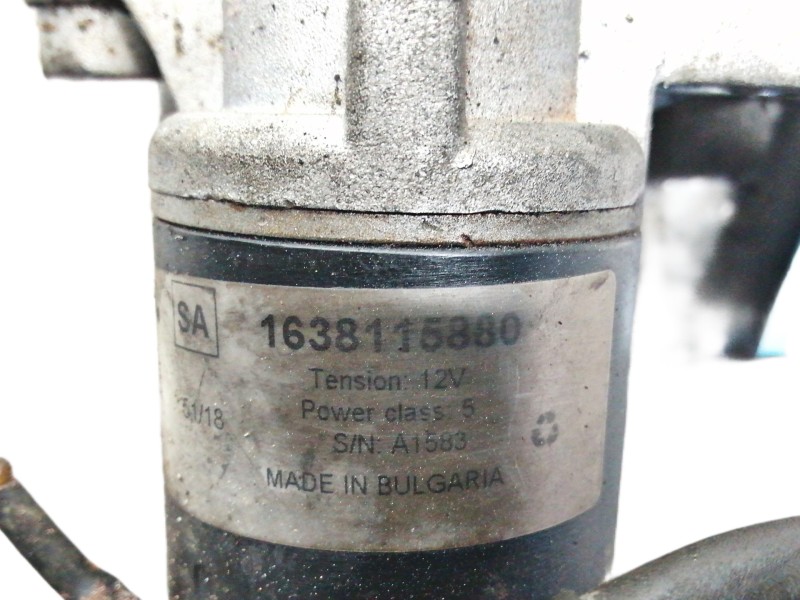 SA
1638115880
Tension: 12V
51/18
Power class: 5
S/N: A1583
MADE IN BULGARIA